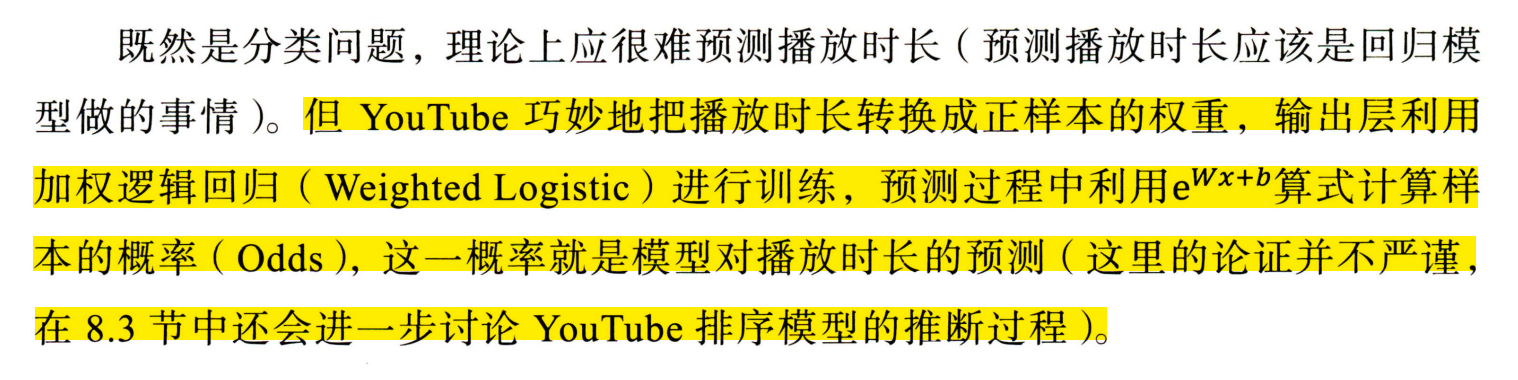 既然是分类问题，理论上应很难预测播放时长（预测播放时长应该是回归模
型做的事情）。但 YouTube 巧妙地把播放时长转换成正样本的权重，输出层利用
加权逻辑回归（Weighted Logistic）进行训练，预测过程中利用e^{Wx+b}算式计算样
本的概率（Odds），这一概率就是模型对播放时长的预测（这里的论证并不严谨，
在 8.3 节中还会进一步讨论 YouTube 排序模型的推断过程）。